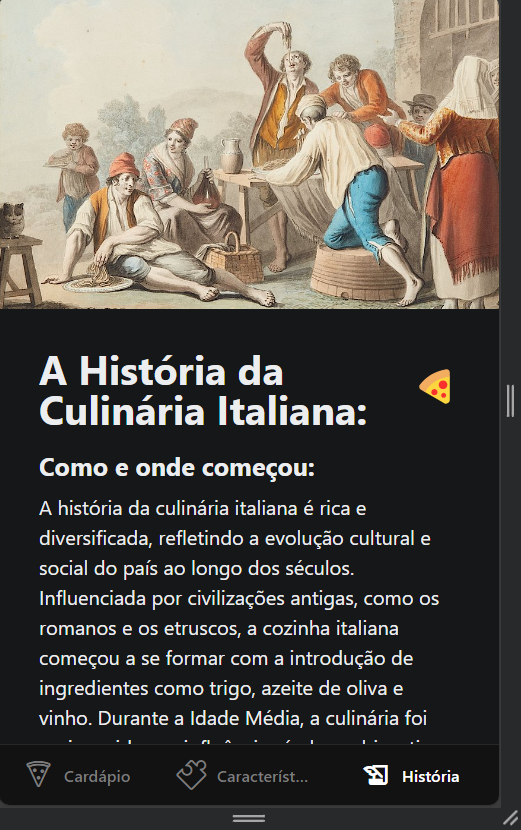 A História da
Culinária Italiana:
Como e onde começou:
A história da culinária italiana é rica e
diversificada, refletindo a evolução cultural e
social do país ao longo dos séculos.
Influenciada por civilizações antigas, como os
romanos e os etruscos, a cozinha italiana
começou a se formar com a introdução de
ingredientes como trigo, azeite de oliva e
vinho. Durante a Idade Média, a culinária foi
Cardápio
Característ...
História